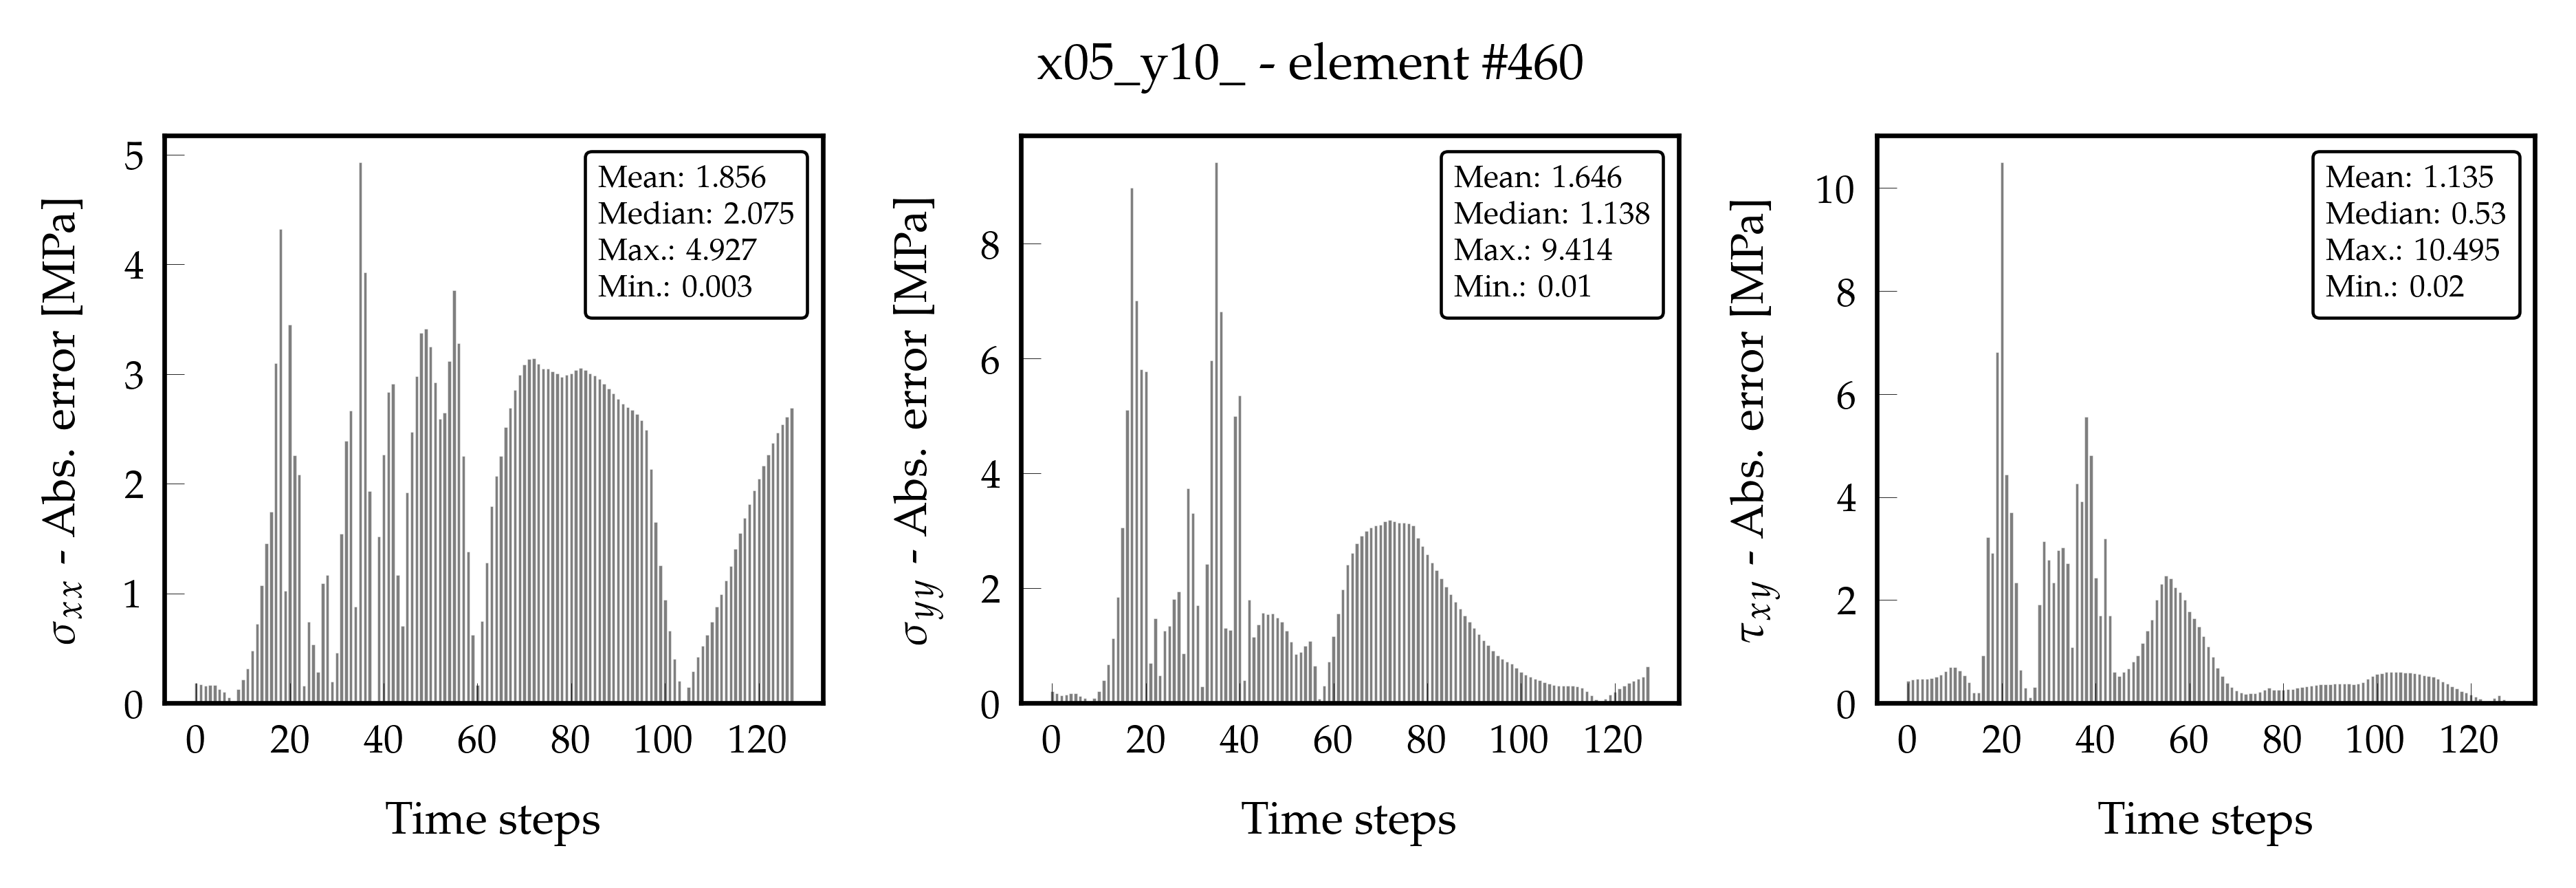 x05_y10_ - element #460
σxx - Abs. error [MPa]
5
4
3
2
1
0
0 20 40 60 80 100 120
Time steps
Mean: 1.856
Median: 2.075
Max.: 4.927
Min.: 0.003
σyy - Abs. error [MPa]
8
6
4
2
0
0 20 40 60 80 100 120
Time steps
Mean: 1.646
Median: 1.138
Max.: 9.414
Min.: 0.01
τxy - Abs. error [MPa]
10
8
6
4
2
0
0 20 40 60 80 100 120
Time steps
Mean: 1.135
Median: 0.53
Max.: 10.495
Min.: 0.02